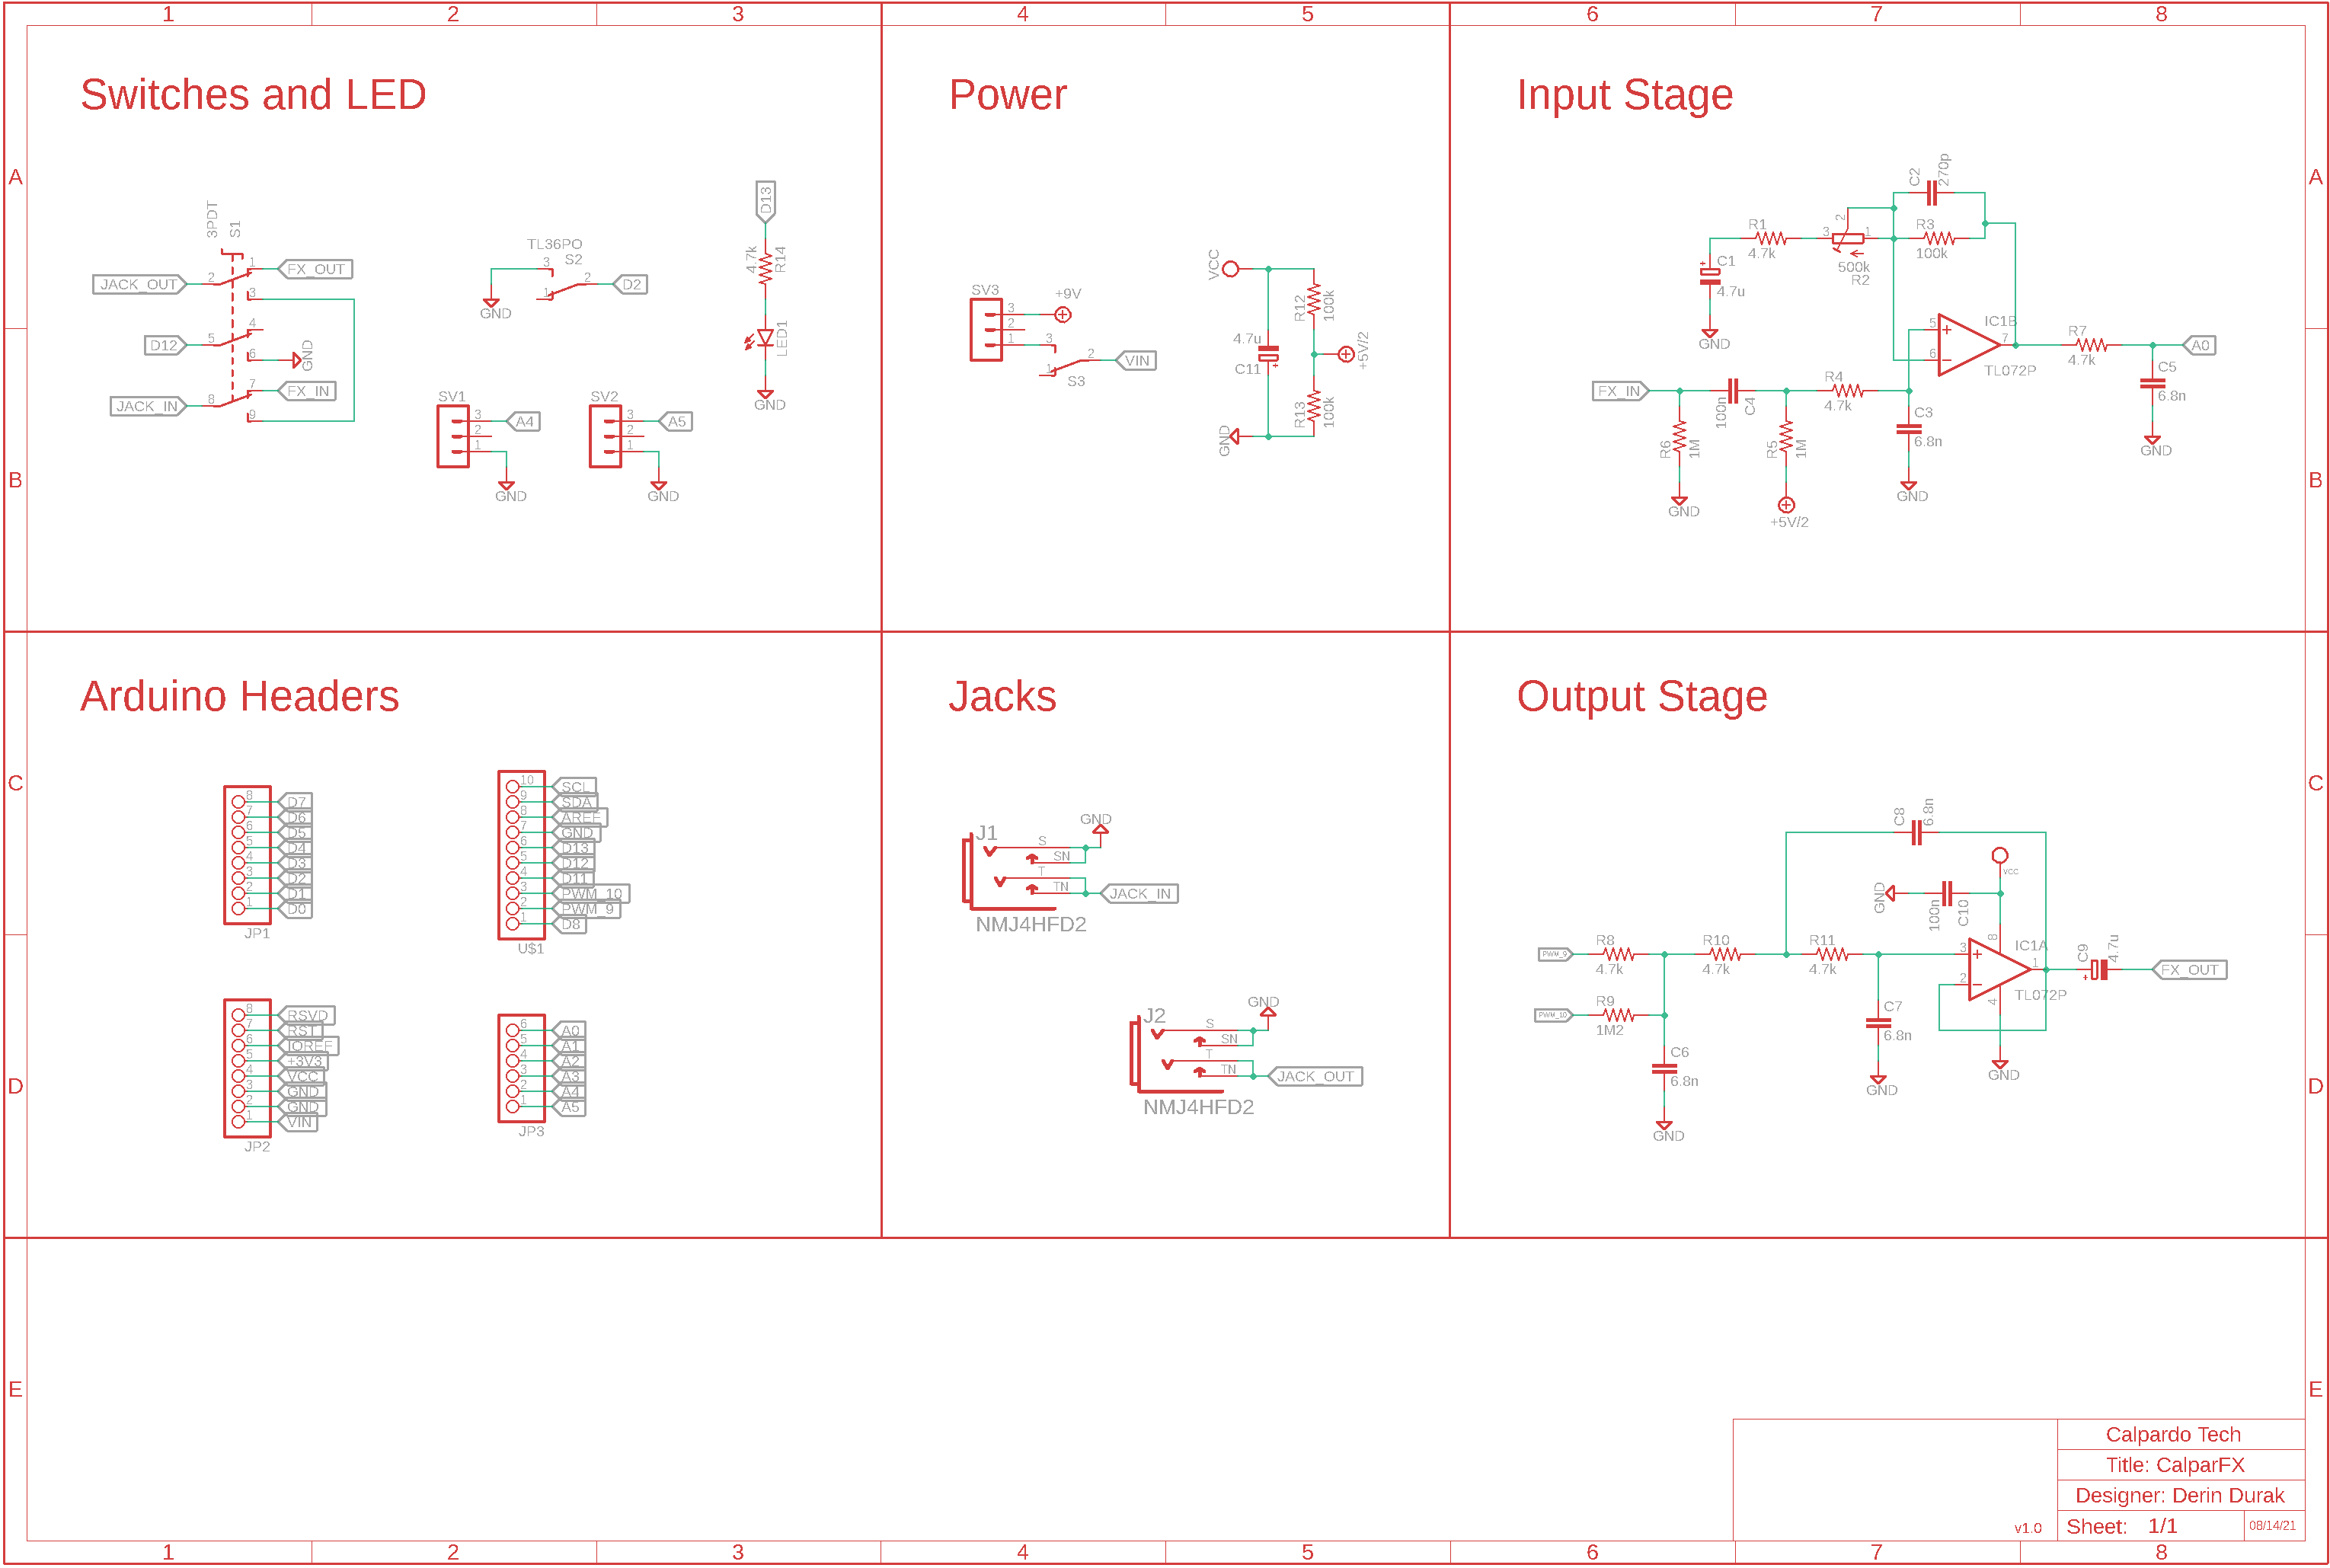 1 2 3 4 5 6 7 8
Switches and LED
A
3PDT
S1
JACK_OUT
2
1
FX_OUT
3
D12
5
4
6
GND
JACK_IN
8
7
FX_IN
9
TL36PO
S2
3
2
1
D2
GND
D13
4.7k
R14
LED1
GND
SV1
3
2
1
A4
GND
SV2
3
2
1
A5
GND
B
Power
SV3
3
2
1
+9V
3
2
1
S3
VIN
VCC
4.7u
C11
R12
100k
+5V/2
R13
100k
GND
Input Stage
A
C2
270p
R1
4.7k
3
2
1
500k
R2
R3
100k
C1
+
4.7u
GND
5
+
6
-
7
IC1B
TL072P
R7
4.7k
A0
C5
6.8n
GND
FX_IN
R6
1M
GND
100n
C4
R5
1M
+5V/2
R4
4.7k
C3
6.8n
GND
B
Arduino Headers
C
8 D7
7 D6
6 D5
5 D4
4 D3
3 D2
2 D1
1 D0
JP1
10 SCL
9 SDA
8 AREF
7 GND
6 D13
5 D12
4 D11
3 PWM_10
2 PWM_9
1 D8
U$1
8 RSVD
7 RST
6 IOREF
5 +3V3
4 VCC
3 GND
2 GND
1 VIN
JP2
6 A0
5 A1
4 A2
3 A3
2 A4
1 A5
JP3
D
Jacks
GND
J1
S
SN
T
TN
JACK_IN
NMJ4HFD2
GND
J2
S
SN
T
TN
JACK_OUT
NMJ4HFD2
Output Stage
C
C8
6.8n
VCC
GND
100n
C10
PWM_9
R8
4.7k
R10
4.7k
R11
4.7k
3
+
2
-
8
4
1
IC1A
TL072P
C9
+
4.7u
FX_OUT
PWM_10
R9
1M2
C6
6.8n
GND
C7
6.8n
GND
GND
D
E
E
Calpardo Tech
Title: CalparFX
Designer: Derin Durak
v1.0
Sheet: 1/1
08/14/21
1 2 3 4 5 6 7 8